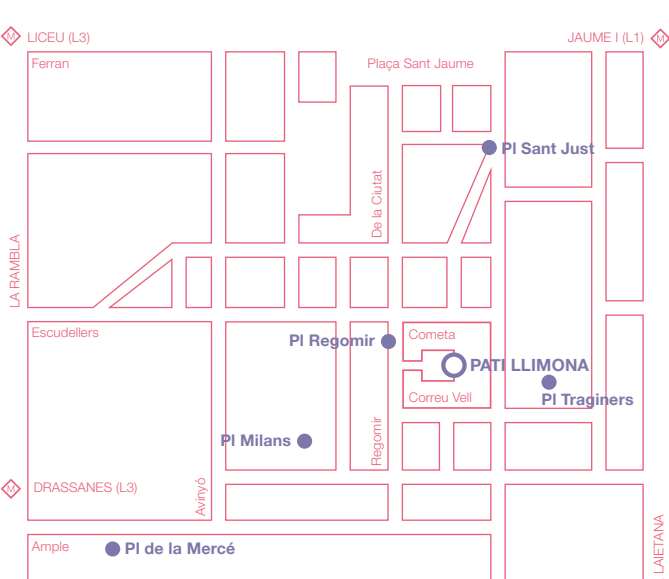 M LICEU (L3)
JAUME I (L1) M
Ferran
Plaça Sant Jaume
Pl Sant Just
De la Ciutat
LA RAMBLA
Escudellers
Pl Regomir
Cometa
PATI LLIMONA
Correu Vell
Pl Traginers
Pl Milans
Regomir
M DRASSANES (L3)
Avinyó
Ample
Pl de la Mercé
LAIETANA